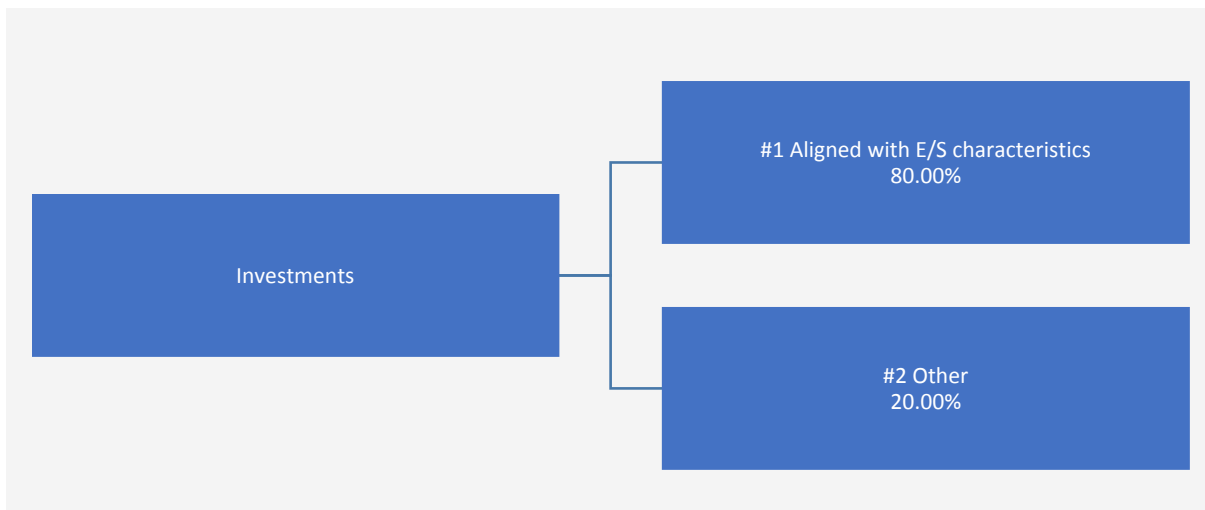 Investments
#1 Aligned with E/S characteristics
80.00%
#2 Other
20.00%